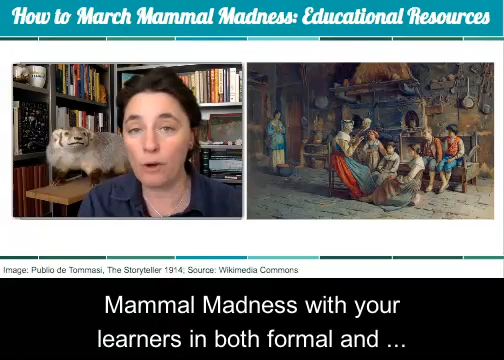 How to March Mammal Madness: Educational Resources
Image: Publio de Tommasi, The Storyteller 1914; Source: Wikimedia Commons
Mammal Madness with your
learners in both formal and ...